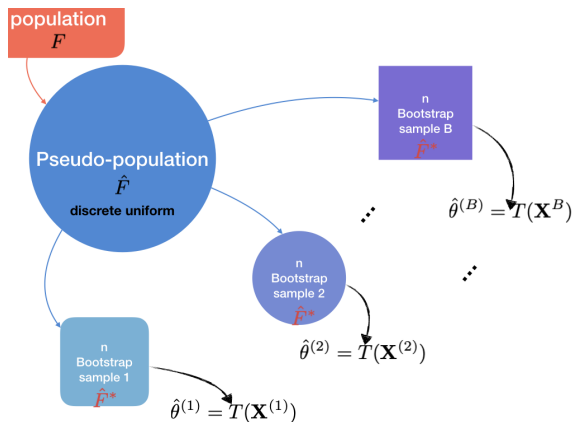 population
F
n
Bootstrap
sample B
F̂*
Pseudo-population
F̂
discrete uniform
θ̂^(B) = T(X^B)
n
Bootstrap
sample 2
F̂*
θ̂^(2) = T(X^(2))
n
Bootstrap
sample 1
F̂*
θ̂^(1) = T(X^(1))